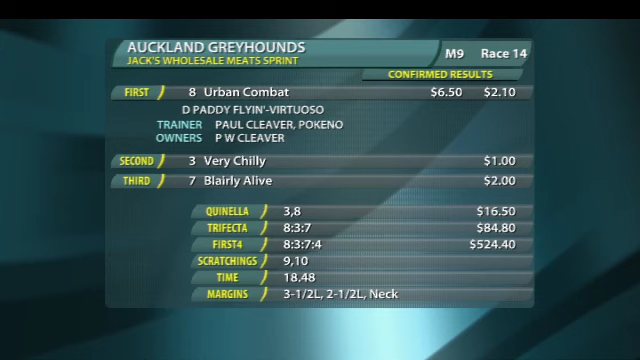 AUCKLAND GREYHOUNDS
JACK'S WHOLESALE MEATS SPRINT
M9 Race 14
CONFIRMED RESULTS
FIRST 8 Urban Combat $6.50 $2.10
D PADDY FLYIN'-VIRTUOSO
TRAINER PAUL CLEAVER, POKENO
OWNERS P W CLEAVER
SECOND 3 Very Chilly $1.00
THIRD 7 Blairly Alive $2.00
QUINELLA 3,8 $16.50
TRIFECTA 8:3:7 $84.80
FIRST4 8:3:7:4 $524.40
SCRATCHINGS 9,10
TIME 18.48
MARGINS 3-1/2L, 2-1/2L, Neck